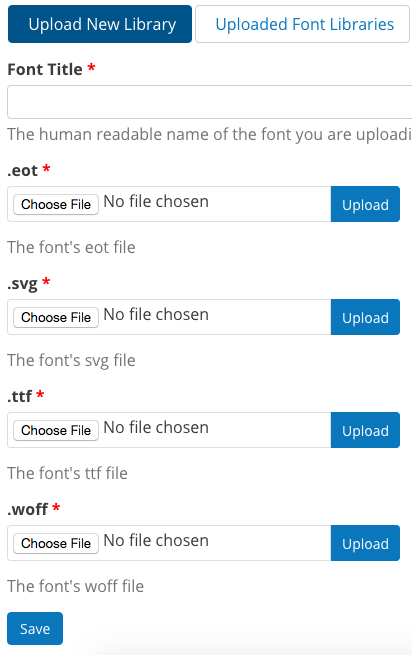 Upload New Library Uploaded Font Libraries
Font Title *
The human readable name of the font you are uploadi
.eot *
Choose File No file chosen Upload
The font's eot file
.svg *
Choose File No file chosen Upload
The font's svg file
.ttf *
Choose File No file chosen Upload
The font's ttf file
.woff *
Choose File No file chosen Upload
The font's woff file
Save